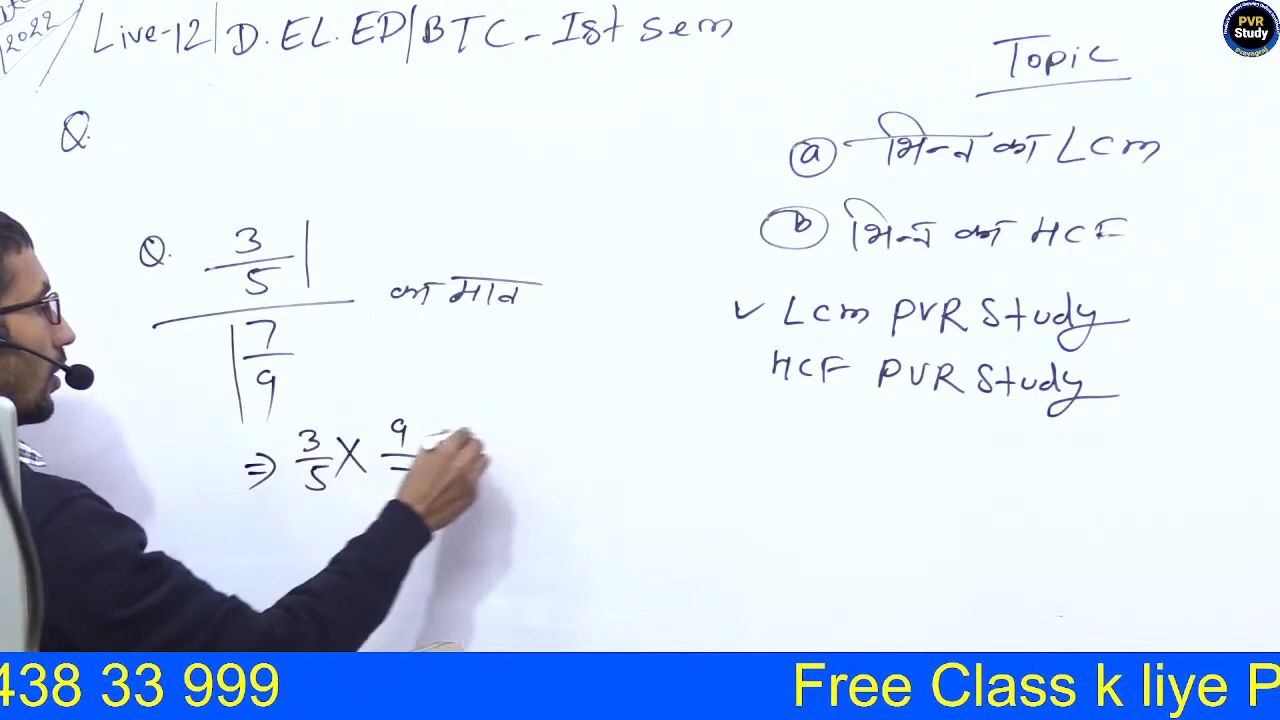 2022
Live-12| D.EL.ED|BTC - Ist Sem
PVR
Study
Prayagraj
Topic
Q.
(a) भिन्न का LCm
(b) भिन्न का HCF
Q. 3/5
7/9
का मान
✓ LCm PVR Study
HCF PVR Study
⇒ 3/5 × 9
438 33 999 Free Class k liye P